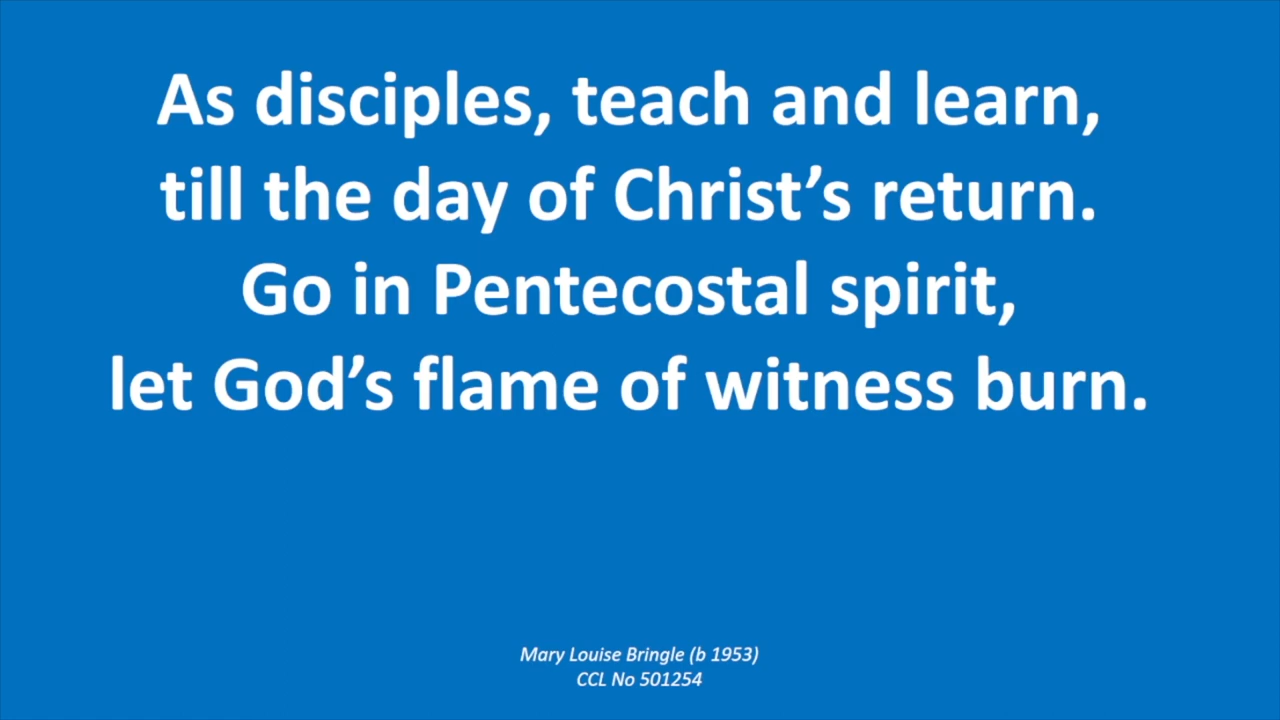 As disciples, teach and learn,
till the day of Christ’s return.
Go in Pentecostal spirit,
let God’s flame of witness burn.
Mary Louise Bringle (b 1953)
CCL No 501254